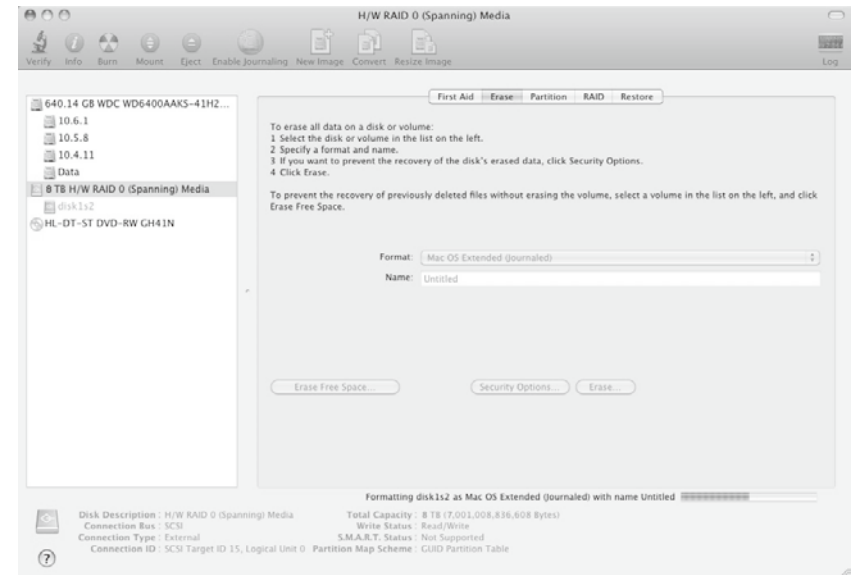 H/W RAID 0 (Spanning) Media
Verify Info Burn Mount Eject Enable Journaling New Image Convert Resize Image Log
First Aid Erase Partition RAID Restore
640.14 GB WDC WD6400AAKS-41H2...
10.6.1
10.5.8
10.4.11
Data
8 TB H/W RAID 0 (Spanning) Media
disk1s2
HL-DT-ST DVD-RW GH41N
To erase all data on a disk or volume:
1 Select the disk or volume in the list on the left.
2 Specify a format and name.
3 If you want to prevent the recovery of the disk's erased data, click Security Options.
4 Click Erase.
To prevent the recovery of previously deleted files without erasing the volume, select a volume in the list on the left, and click
Erase Free Space.
Format: Mac OS Extended (Journaled)
Name: Untitled
Erase Free Space... Security Options... Erase...
Formatting disk1s2 as Mac OS Extended (Journaled) with name Untitled
Disk Description : H/W RAID 0 (Spanning) Media Total Capacity : 8 TB (7,001,008,836,608 Bytes)
Connection Bus : SCSI Write Status : Read/Write
Connection Type : External S.M.A.R.T. Status : Not Supported
Connection ID : SCSI Target ID 15, Logical Unit 0 Partition Map Scheme : GUID Partition Table
?